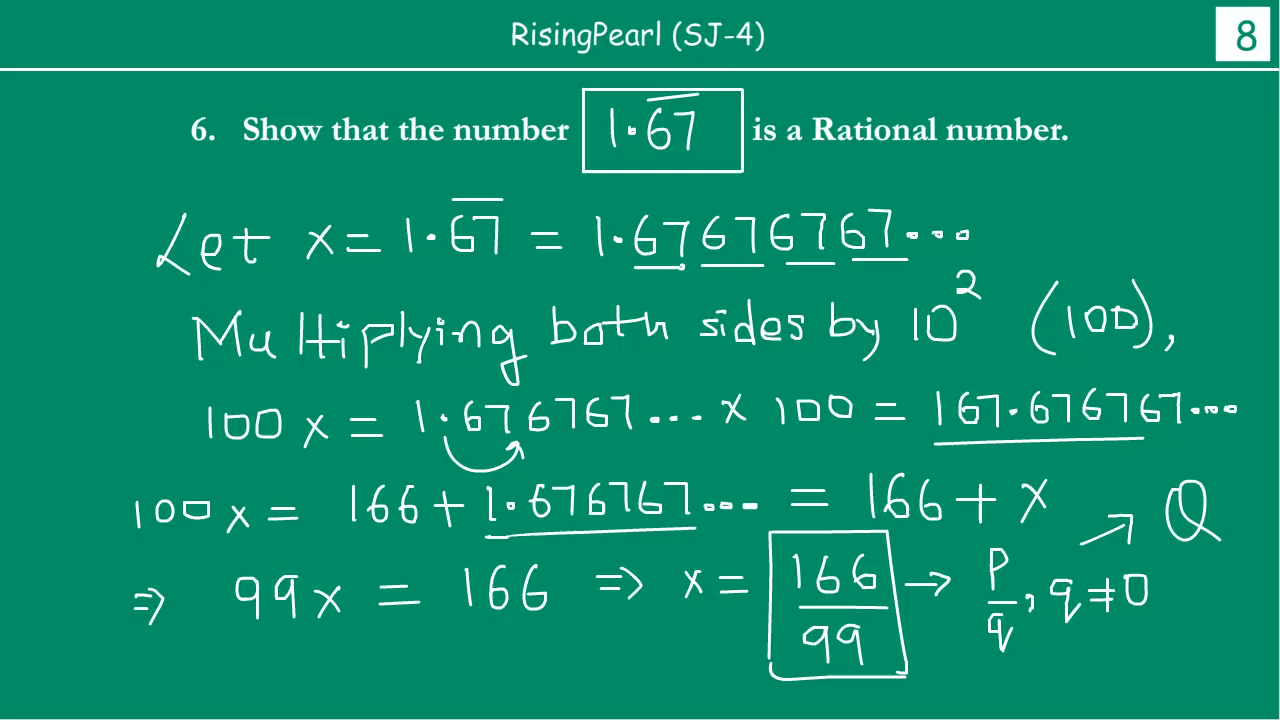 RisingPearl (SJ-4)
8
6. Show that the number 1·6̅7̅ is a Rational number.
Let x = 1·6̅7̅ = 1·67676767...
Multiplying both sides by 10² (100),
100 x = 1·676767... x 100 = 167·676767...
100 x = 166 + 1·676767... = 166 + x
⇒ 99x = 166 ⇒ x = 166/99 → p/q, q ≠ 0 → Q